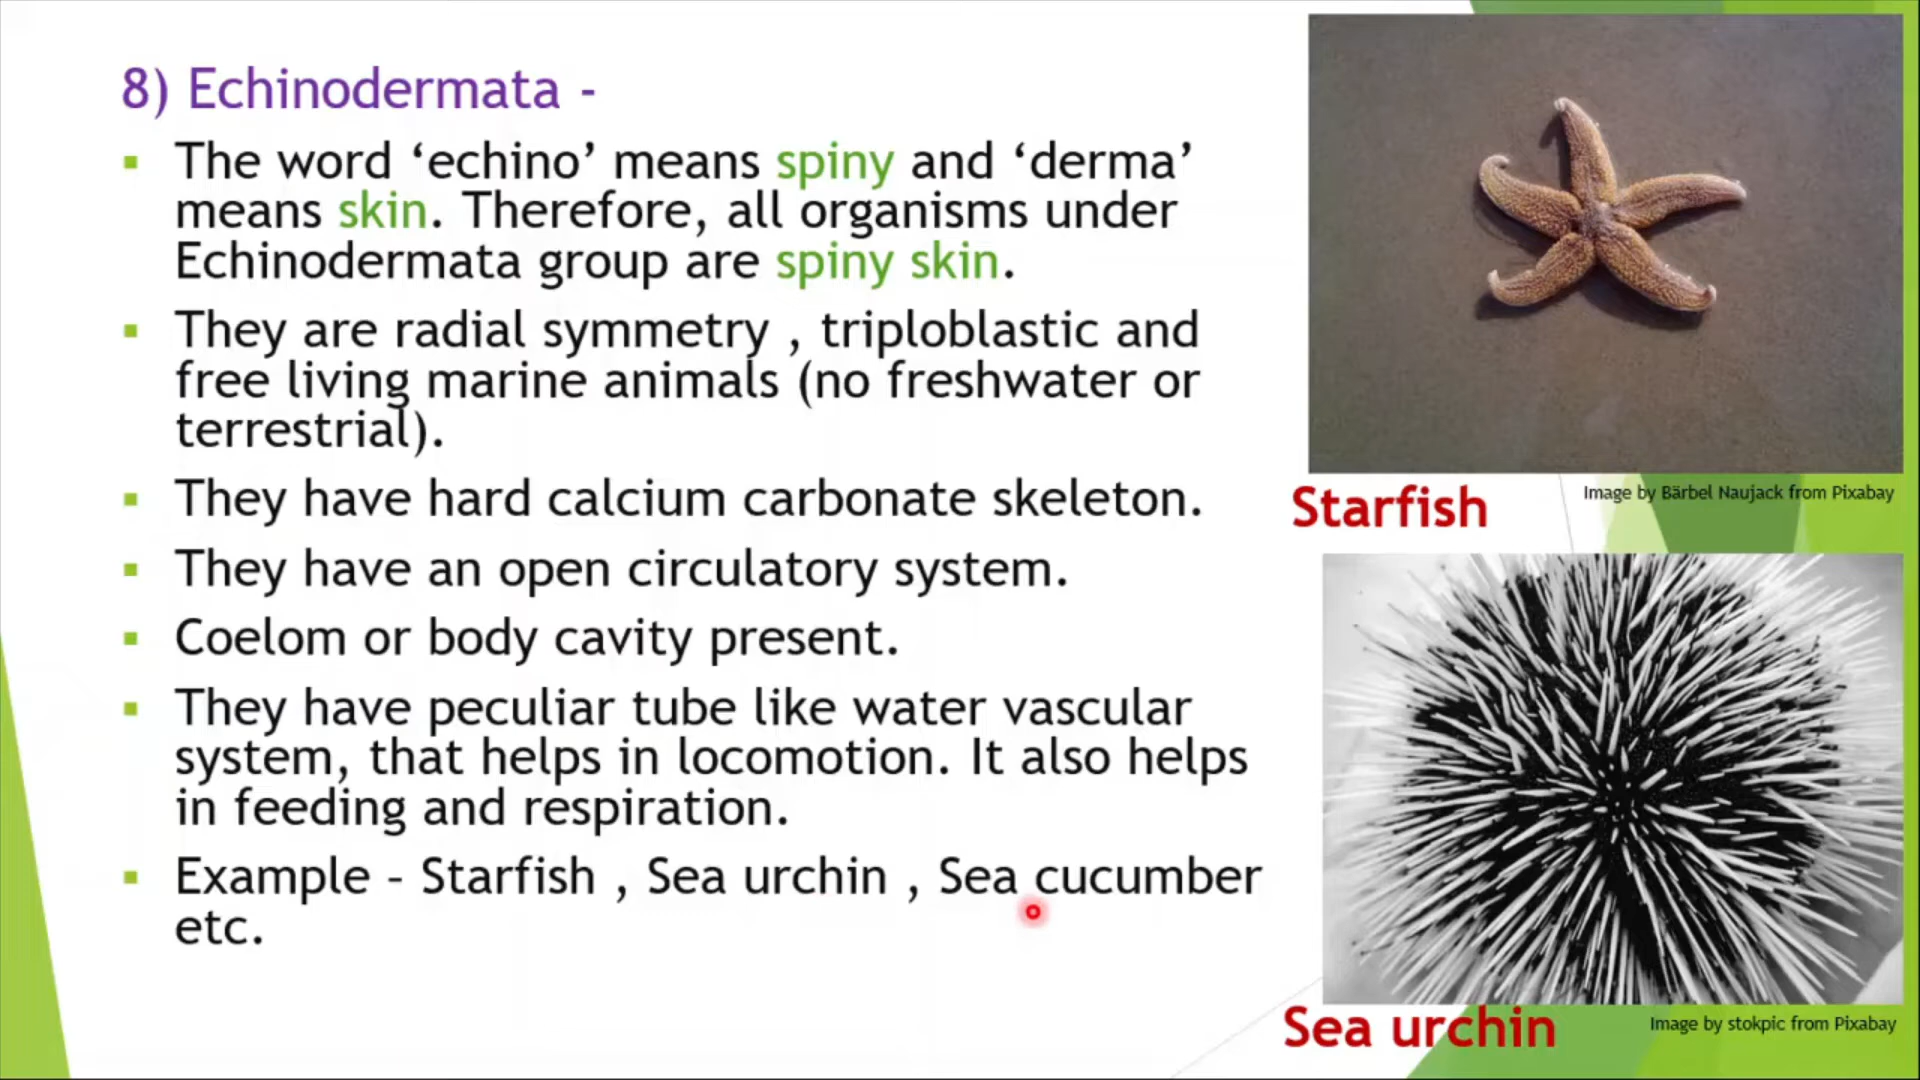 8) Echinodermata -
The word ‘echino’ means spiny and ‘derma’
means skin. Therefore, all organisms under
Echinodermata group are spiny skin.
They are radial symmetry , triploblastic and
free living marine animals (no freshwater or
terrestrial).
They have hard calcium carbonate skeleton.
They have an open circulatory system.
Coelom or body cavity present.
They have peculiar tube like water vascular
system, that helps in locomotion. It also helps
in feeding and respiration.
Example – Starfish , Sea urchin , Sea cucumber
etc.
Starfish
Image by Bärbel Naujack from Pixabay
Sea urchin
Image by stokpic from Pixabay